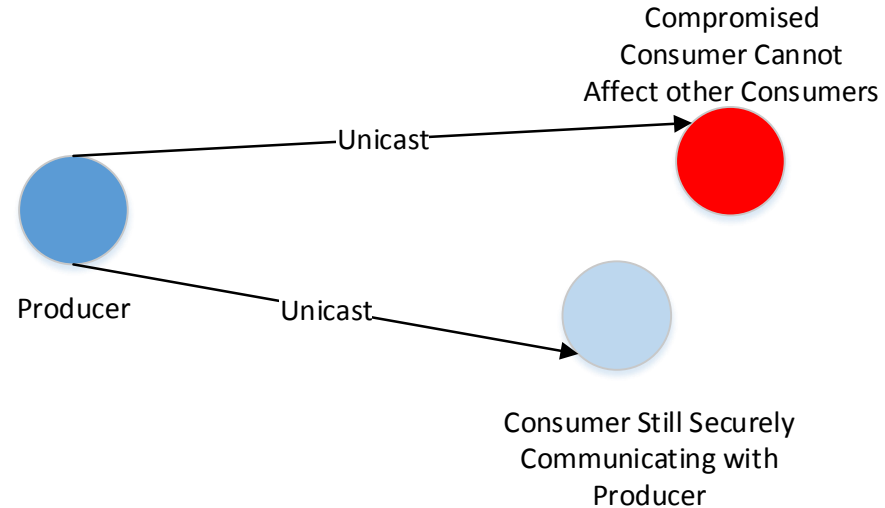 Compromised
Consumer Cannot
Affect other Consumers
Unicast
Producer
Unicast
Consumer Still Securely
Communicating with
Producer